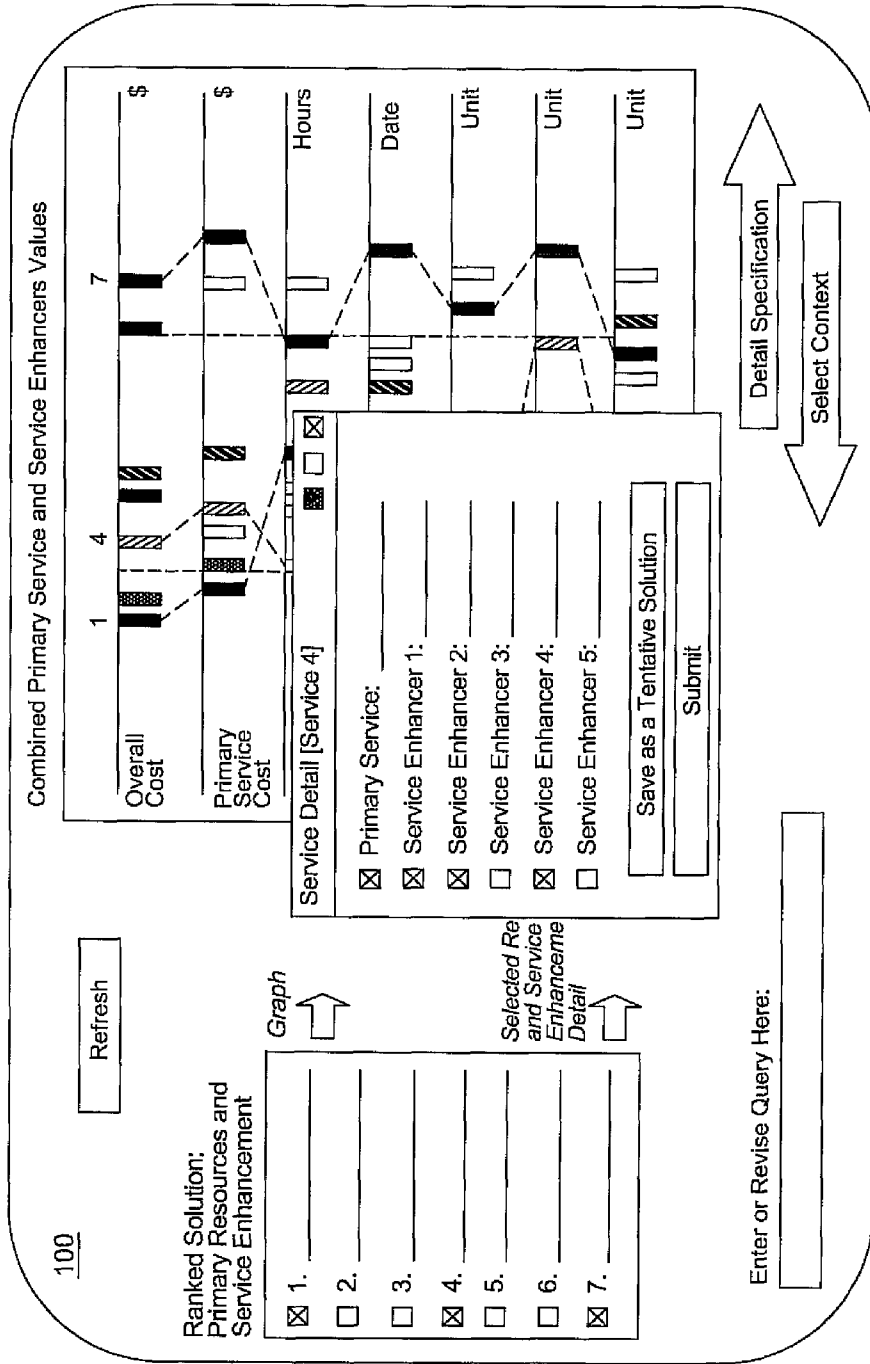 100
Refresh
Combined Primary Service and Service Enhancers Values
Ranked Solution:
Primary Resources and
Service Enhancement
1.
2.
3.
4.
5.
6.
7.
Graph
Selected Re
and Service
Enhanceme
Detail
1
4
7
Overall
Cost
$
Primary
Service
Cost
$
Hours
Date
Unit
Unit
Unit
Service Detail [Service 4]
Primary Service:
Service Enhancer 1:
Service Enhancer 2:
Service Enhancer 3:
Service Enhancer 4:
Service Enhancer 5:
Save as a Tentative Solution
Submit
Enter or Revise Query Here:
Detail Specification
Select Context